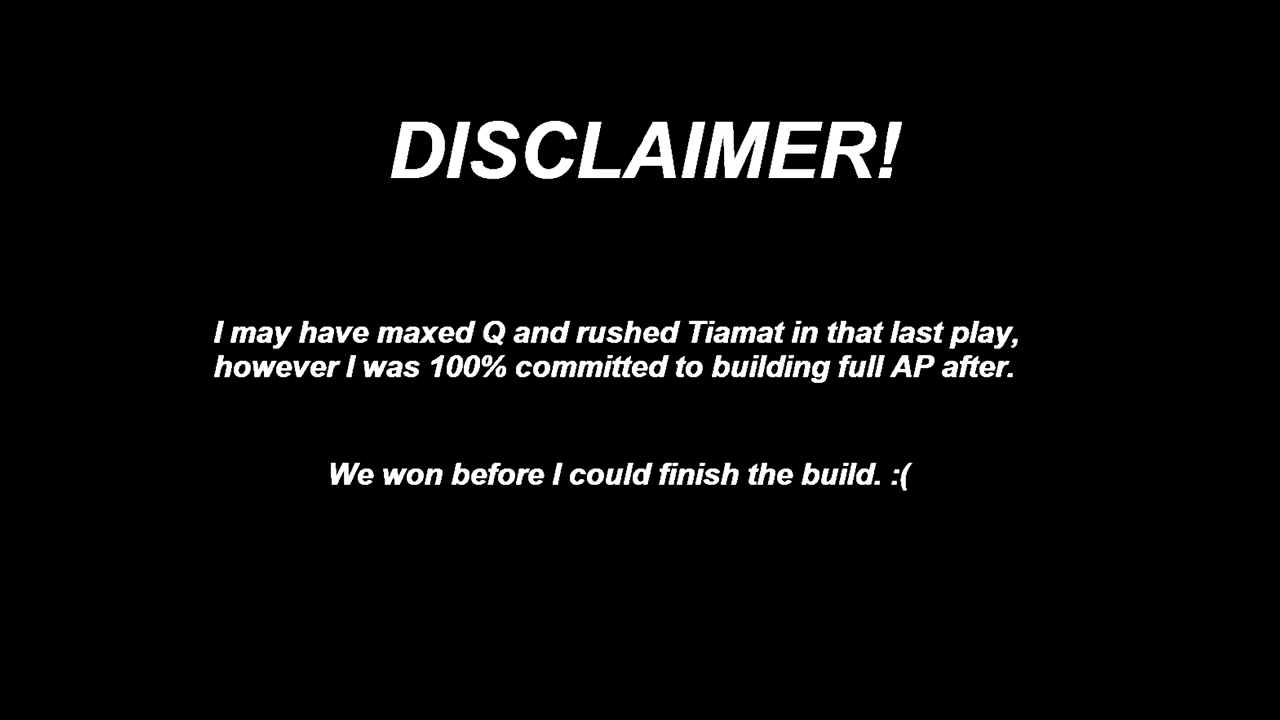 DISCLAIMER!
I may have maxed Q and rushed Tiamat in that last play,
however I was 100% committed to building full AP after.
We won before I could finish the build. :(